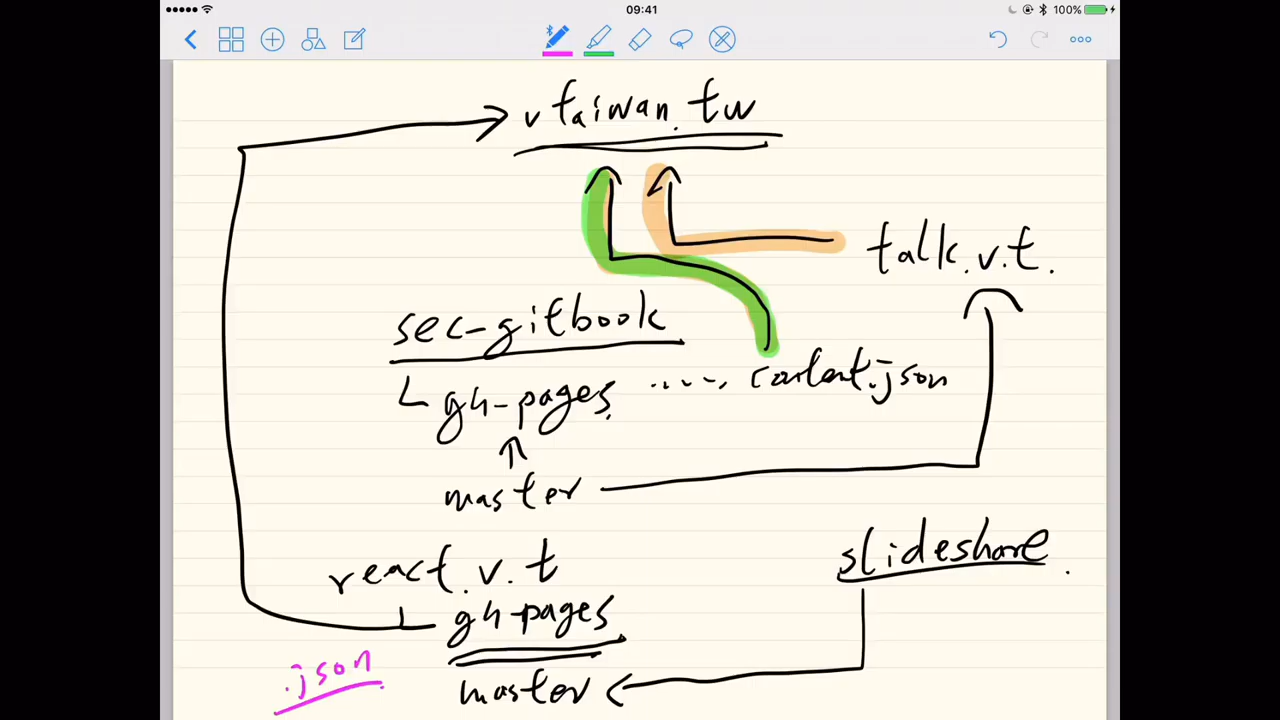 09:41
100%
vtaiwan.tw
talk.v.t.
sec-gitbook
gh-pages ..... content.json
master
slideshare.
react.v.t
gh-pages
.json
master